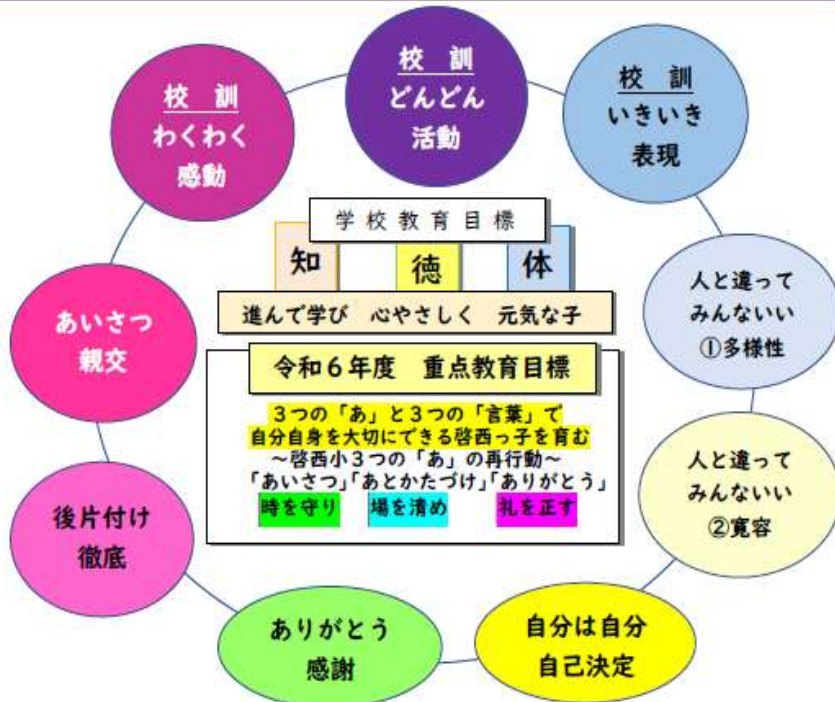 校 訓
わくわく
感動
校 訓
どんどん
活動
校 訓
いきいき
表現
学校教育目標
知 徳 体
進んで学び 心やさしく 元気な子
令和6年度 重点教育目標
3つの「あ」と3つの「言葉」で
自分自身を大切にできる啓西っ子を育む
～啓西小3つの「あ」の再行動～
「あいさつ」「あとかたづけ」「ありがとう」
時を守り 場を清め 礼を正す
人と違って
みんないい
①多様性
人と違って
みんないい
②寛容
自分は自分
自己決定
ありがとう
感謝
後片付け
徹底
あいさつ
親交